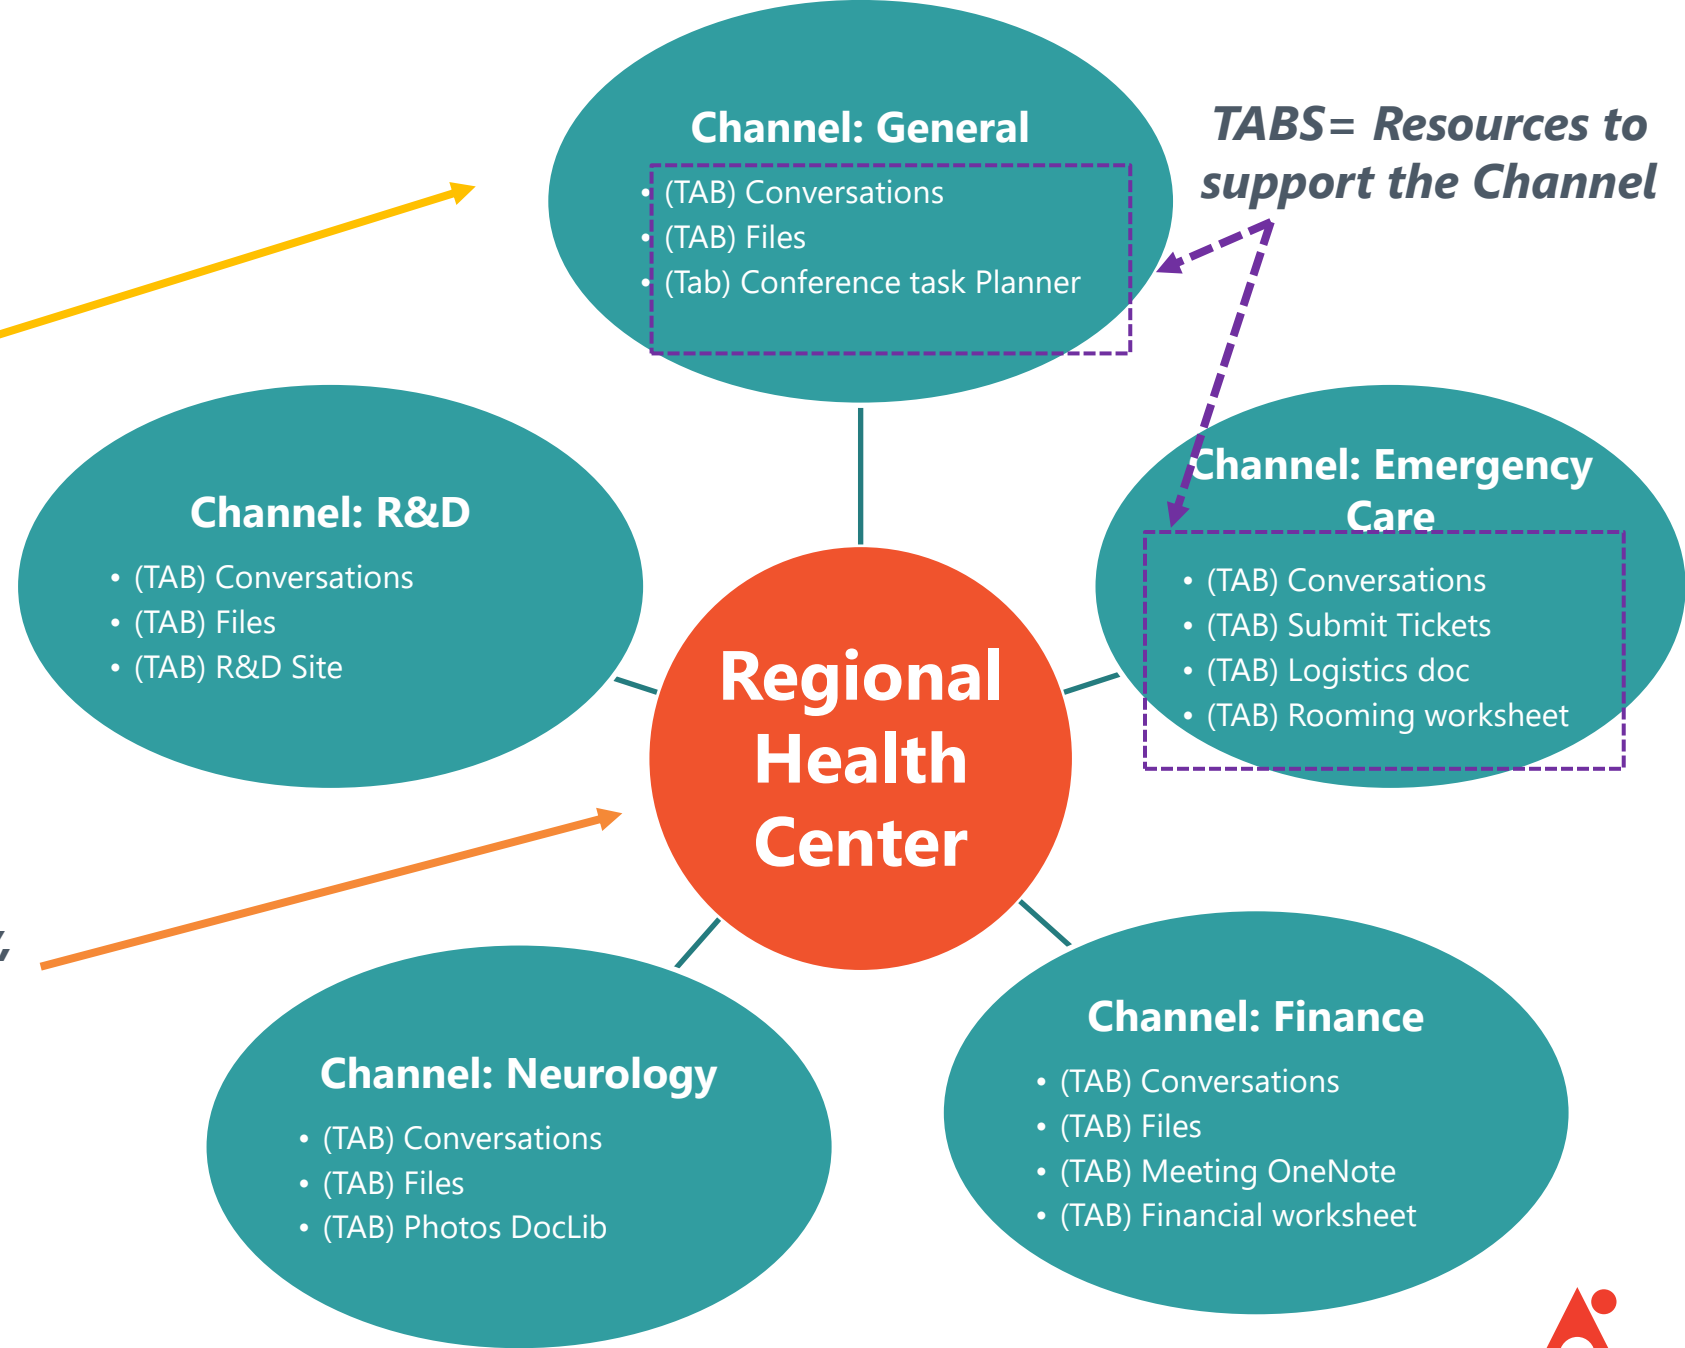 Channel: General
• (TAB) Conversations
• (TAB) Files
• (Tab) Conference task Planner
TABS= Resources to
support the Channel
Channel: R&D
• (TAB) Conversations
• (TAB) Files
• (TAB) R&D Site
Channel: Emergency
Care
• (TAB) Conversations
• (TAB) Submit Tickets
• (TAB) Logistics doc
• (TAB) Rooming worksheet
Regional
Health
Center
Channel: Neurology
• (TAB) Conversations
• (TAB) Files
• (TAB) Photos DocLib
Channel: Finance
• (TAB) Conversations
• (TAB) Files
• (TAB) Meeting OneNote
• (TAB) Financial worksheet